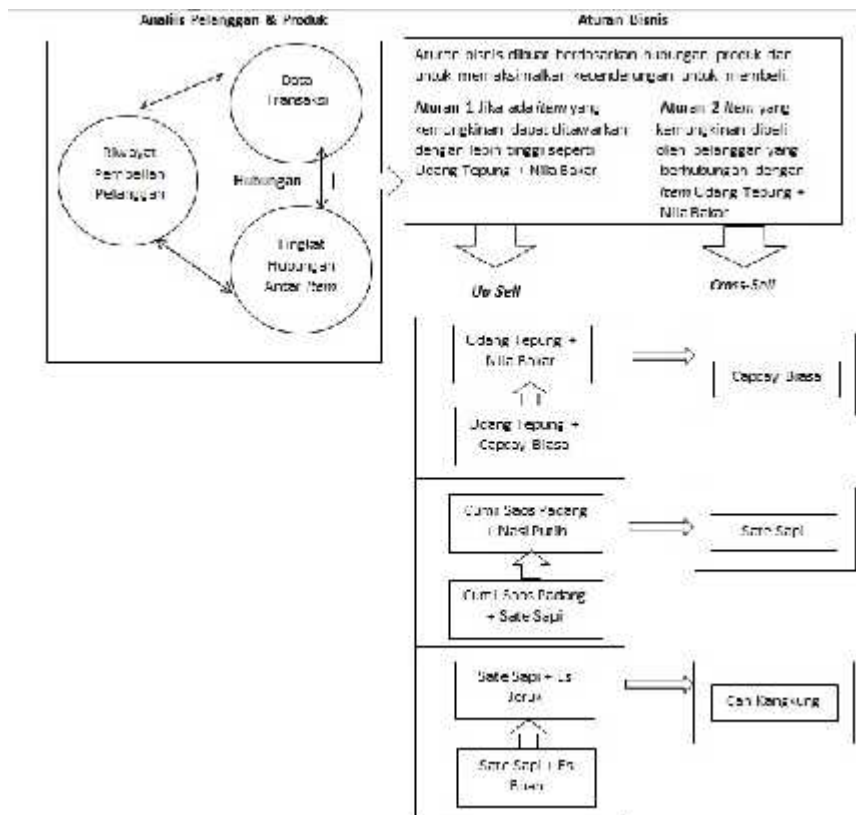 Analiis Pelanggan & Produk
Data
Transaksi
Riwayat
Pembelian
Pelanggan
Hubungan
Tingkat
Hubungan
Antar Item
Aturan Bisnis
Aturan bisnis dibuat berdasarkan hubungan produk dan
untuk memaksimalkan kecenderungan untuk membeli.
Aturan 1 Jika ada item yang
kemungkinan dapat ditawarkan
dengan lebih tinggi seperti
Udang Tepung + Nila Bakar
Aturan 2 Item yang
kemungkinan dibeli
oleh pelanggan yang
berhubungan dengan
item Udang Tepung +
Nila Bakar
Up Sell
Cross-Sell
Udang Tepung +
Nila Bakar
Capcay Biasa
Udang Tepung +
Capcay Biasa
Cumi Saos Padang
+ Nasi Putih
Sate Sapi
Cumi Saos Padang
+ Sate Sapi
Sate Sapi + Es
Jeruk
Cah Kangkung
Sate Sapi + Es
Buah